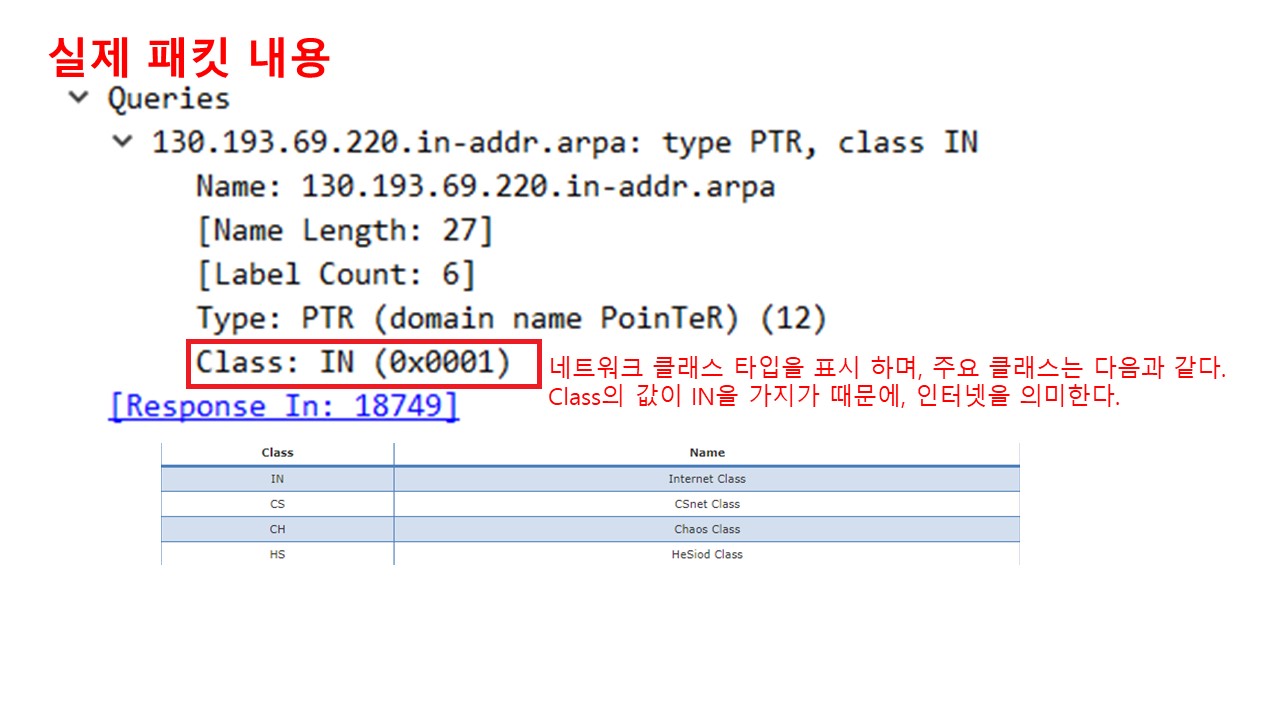 실제 패킷 내용
Queries
130.193.69.220.in-addr.arpa: type PTR, class IN
Name: 130.193.69.220.in-addr.arpa
[Name Length: 27]
[Label Count: 6]
Type: PTR (domain name PoinTeR) (12)
Class: IN (0x0001)
네트워크 클래스 타입을 표시 하며, 주요 클래스는 다음과 같다.
Class의 값이 IN을 가지가 때문에, 인터넷을 의미한다.
[Response In: 18749]
Class Name
IN Internet Class
CS CSnet Class
CH Chaos Class
HS HeSiod Class